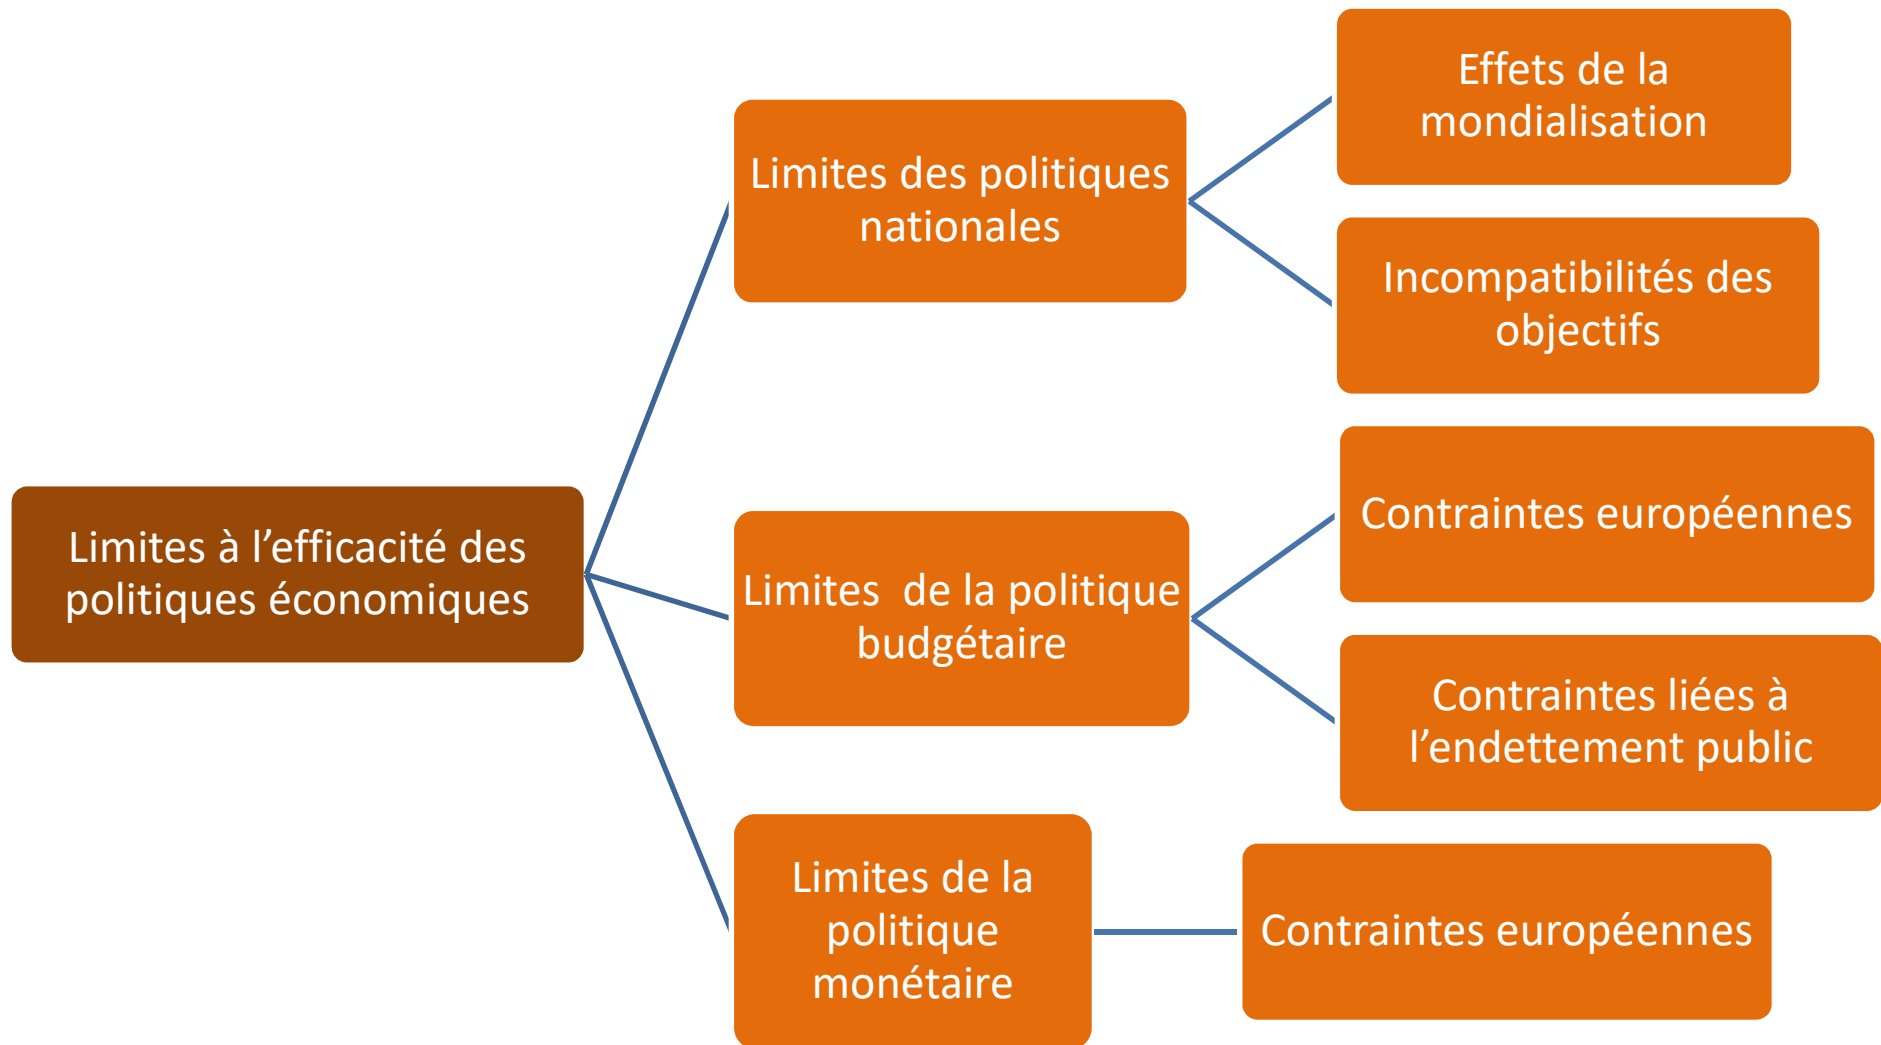 Limites à l’efficacité des
politiques économiques
Limites des politiques
nationales
Effets de la
mondialisation
Incompatibilités des
objectifs
Limites  de la politique
budgétaire
Contraintes européennes
Contraintes liées à
l’endettement public
Limites de la
politique
monétaire
Contraintes européennes